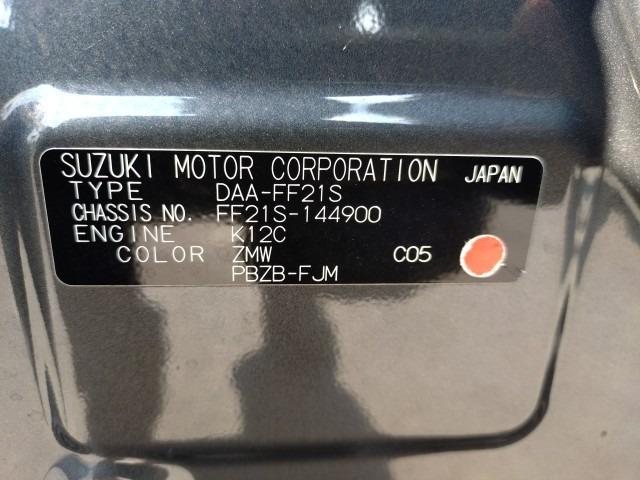 SUZUKI MOTOR CORPORATION JAPAN
TYPE DAA-FF21S
CHASSIS NO. FF21S-144900
ENGINE K12C
COLOR ZMW C05
PBZB-FJM